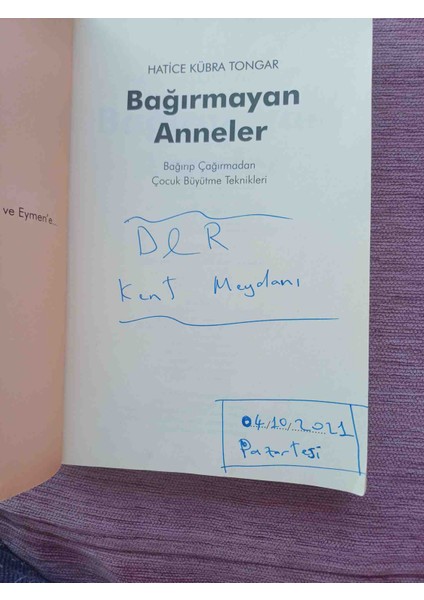 ve Eymen'e...
HATİCE KÜBRA TONGAR
Bağırmayan
Anneler
Bağırıp Çağırmadan
Çocuk Büyütme Teknikleri
DeR
Kent Meydanı
04/10/2021
Pazartesi